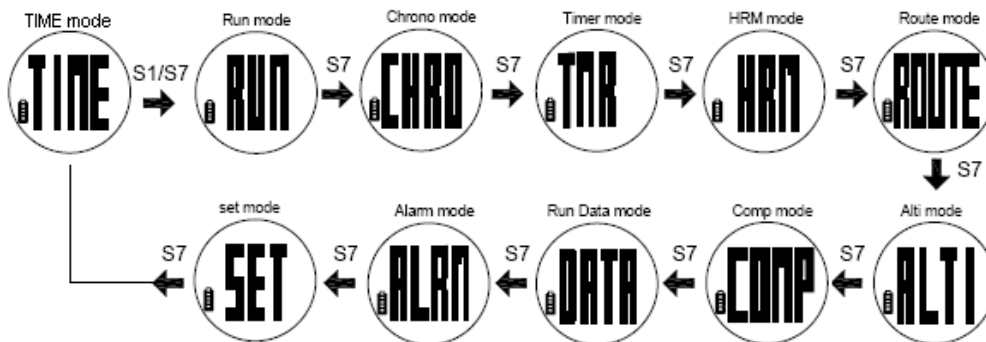 TIME mode
Run mode
Chrono mode
Timer mode
HRM mode
Route mode
TIME
S1/S7
RUN
S7
CHRO
S7
TMR
S7
HRM
S7
ROUTE
S7
set mode
Alarm mode
Run Data mode
Comp mode
Alti mode
S7
SET
S7
ALRM
S7
DATA
S7
COMP
S7
ALTI